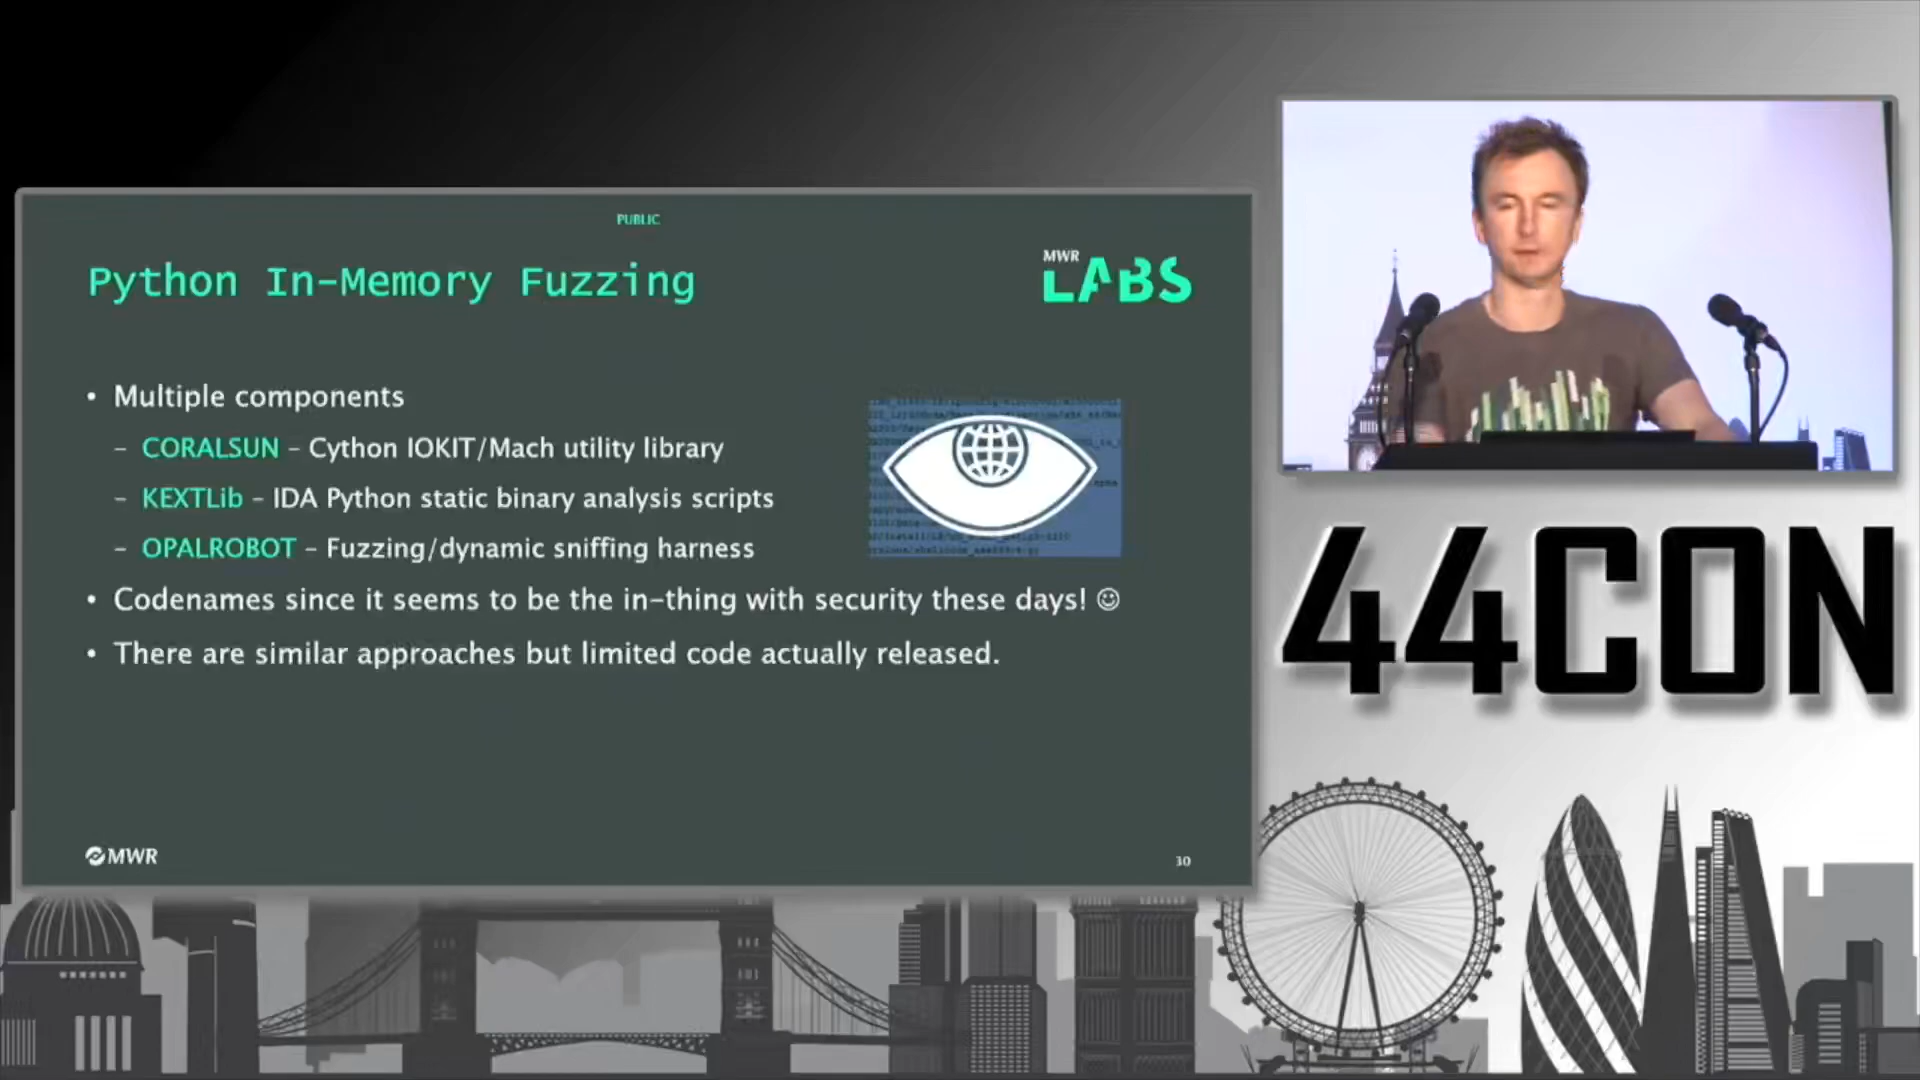 PUBLIC
Python In-Memory Fuzzing
MWR
LABS
• Multiple components
– CORALSUN – Cython IOKIT/Mach utility library
– KEXTLib – IDA Python static binary analysis scripts
– OPALROBOT – Fuzzing/dynamic sniffing harness
• Codenames since it seems to be the in-thing with security these days! ☺
• There are similar approaches but limited code actually released.
MWR
30
44CON